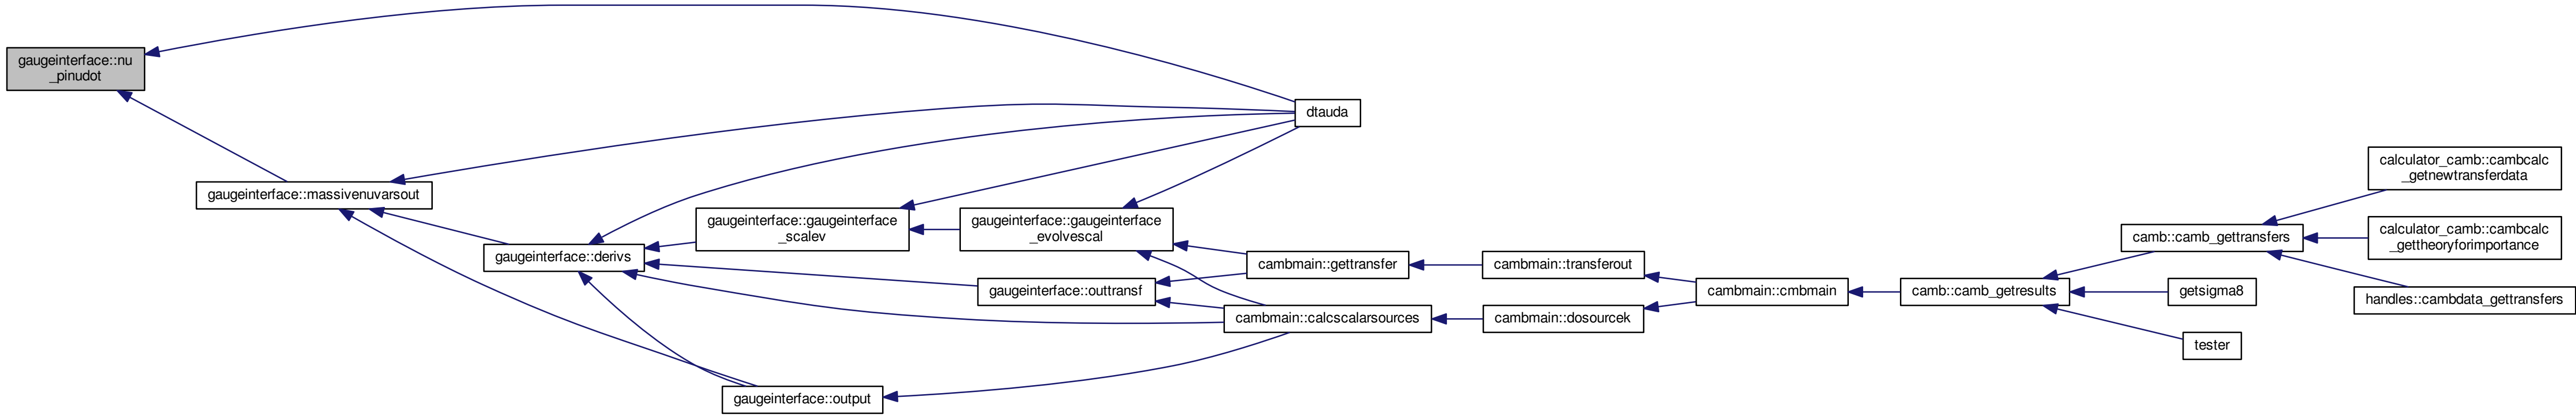 gaugeinterface::nu
_pinudot
gaugeinterface::massivenuvarsout
gaugeinterface::derivs
gaugeinterface::gaugeinterface
_scalev
gaugeinterface::outtransf
gaugeinterface::output
gaugeinterface::gaugeinterface
_evolvescal
dtauda
cambmain::gettransfer
cambmain::calcscalarsources
cambmain::transferout
cambmain::dosourcek
cambmain::cmbmain
camb::camb_getresults
camb::camb_gettransfers
getsigma8
tester
calculator_camb::cambcalc
_getnewtransferdata
calculator_camb::cambcalc
_gettheoryforimportance
handles::cambdata_gettransfers